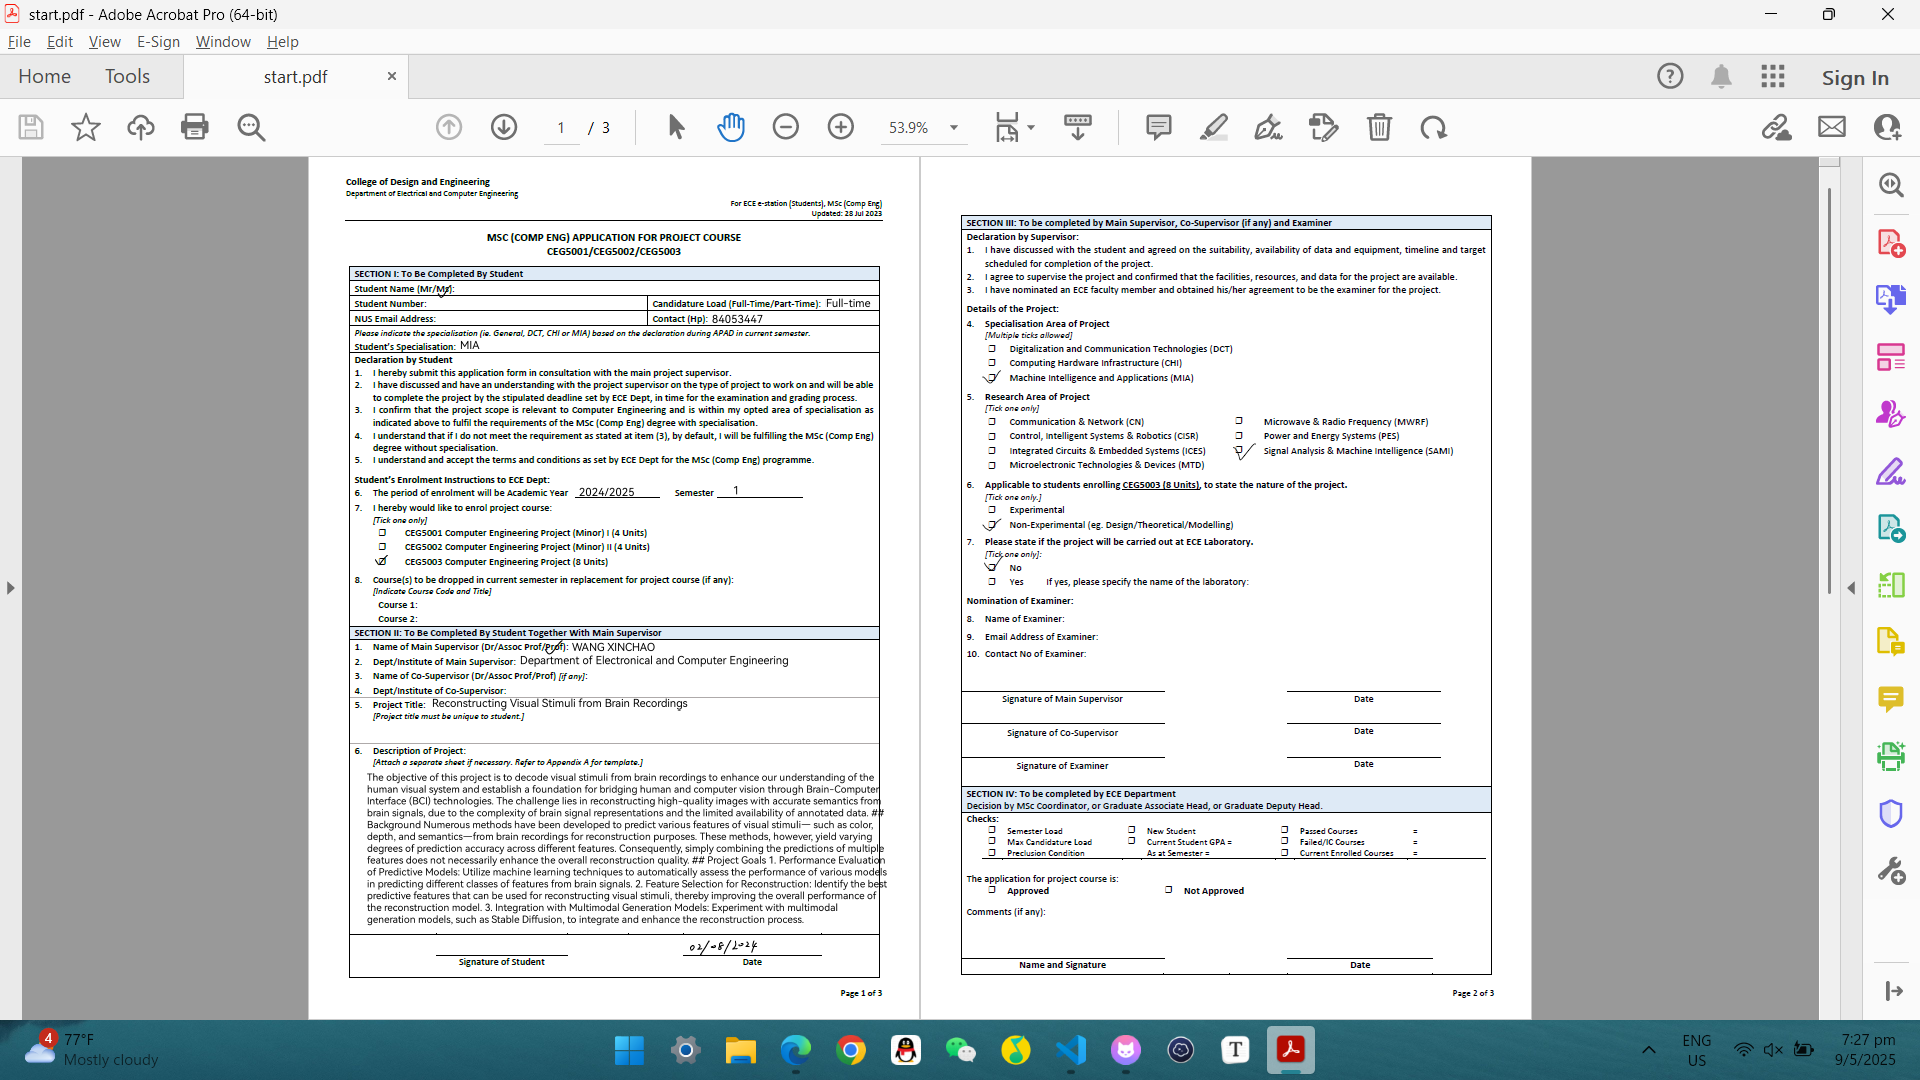 start.pdf - Adobe Acrobat Pro (64-bit)
File Edit View E-Sign Window Help
Home Tools start.pdf
Sign In
1 / 3
53.9%
College of Design and Engineering
Department of Electrical and Computer Engineering
For ECE e-station (Students), MSc (Comp Eng)
Updated: 28 Jul 2023
MSC (COMP ENG) APPLICATION FOR PROJECT COURSE
CEG5001/CEG5002/CEG5003
SECTION I: To Be Completed By Student
Student Name (Mr/Ms):
Student Number:
Candidature Load (Full-Time/Part-Time): Full-time
NUS Email Address:
Contact (Hp): 84053447
Please indicate the specialisation (ie. General, DCT, CHI or MIA) based on the declaration during APAD in current semester.
Student's Specialisation: MIA
Declaration by Student
1. I hereby submit this application form in consultation with the main project supervisor.
2. I have discussed and have an understanding with the project supervisor on the type of project to work on and will be able
to complete the project by the stipulated deadline set by ECE Dept, in time for the examination and grading process.
3. I confirm that the project scope is relevant to Computer Engineering and is within my opted area of specialisation as
indicated above to fulfil the requirements of the MSc (Comp Eng) degree with specialisation.
4. I understand that if I do not meet the requirement as stated at item (3), by default, I will be fulfilling the MSc (Comp Eng)
degree without specialisation.
5. I understand and accept the terms and conditions as set by ECE Dept for the MSc (Comp Eng) programme.
Student's Enrolment Instructions to ECE Dept:
6. The period of enrolment will be Academic Year 2024/2025 Semester 1
7. I hereby would like to enrol project course:
[Tick one only]
CEG5001 Computer Engineering Project (Minor) I (4 Units)
CEG5002 Computer Engineering Project (Minor) II (4 Units)
CEG5003 Computer Engineering Project (8 Units)
8. Course(s) to be dropped in current semester in replacement for project course (if any):
[Indicate Course Code and Title]
Course 1:
Course 2:
SECTION II: To Be Completed By Student Together With Main Supervisor
1. Name of Main Supervisor (Dr/Assoc Prof/Prof): WANG XINCHAO
2. Dept/Institute of Main Supervisor: Department of Electronical and Computer Engineering
3. Name of Co-Supervisor (Dr/Assoc Prof/Prof) [if any]:
4. Dept/Institute of Co-Supervisor:
5. Project Title: Reconstructing Visual Stimuli from Brain Recordings
[Project title must be unique to student.]
6. Description of Project:
[Attach a separate sheet if necessary. Refer to Appendix A for template.]
The objective of this project is to decode visual stimuli from brain recordings to enhance our understanding of the
human visual system and establish a foundation for bridging human and computer vision through Brain-Computer
Interface (BCI) technologies. The challenge lies in reconstructing high-quality images with accurate semantics from
brain signals, due to the complexity of brain signal representations and the limited availability of annotated data. ##
Background Numerous methods have been developed to predict various features of visual stimuli— such as color,
depth, and semantics—from brain recordings for reconstruction purposes. These methods, however, yield varying
degrees of prediction accuracy across different features. Consequently, simply combining the predictions of multiple
features does not necessarily enhance the overall reconstruction quality. ## Project Goals 1. Performance Evaluation
of Predictive Models: Utilize machine learning techniques to automatically assess the performance of various models
in predicting different classes of features from brain signals. 2. Feature Selection for Reconstruction: Identify the best
predictive features that can be used for reconstructing visual stimuli, thereby improving the overall performance of
the reconstruction model. 3. Integration with Multimodal Generation Models: Experiment with multimodal
generation models, such as Stable Diffusion, to integrate and enhance the reconstruction process.
02/08/2024
Signature of Student
Date
Page 1 of 3
SECTION III: To be completed by Main Supervisor, Co-Supervisor (if any) and Examiner
Declaration by Supervisor:
1. I have discussed with the student and agreed on the suitability, availability of data and equipment, timeline and target
scheduled for completion of the project.
2. I agree to supervise the project and confirmed that the facilities, resources, and data for the project are available.
3. I have nominated an ECE faculty member and obtained his/her agreement to be the examiner for the project.
Details of the Project:
4. Specialisation Area of Project
[Multiple ticks allowed]
Digitalization and Communication Technologies (DCT)
Computing Hardware Infrastructure (CHI)
Machine Intelligence and Applications (MIA)
5. Research Area of Project
[Tick one only]
Communication & Network (CN)
Microwave & Radio Frequency (MWRF)
Control, Intelligent Systems & Robotics (CISR)
Power and Energy Systems (PES)
Integrated Circuits & Embedded Systems (ICES)
Signal Analysis & Machine Intelligence (SAMI)
Microelectronic Technologies & Devices (MTD)
6. Applicable to students enrolling CEG5003 (8 Units), to state the nature of the project.
[Tick one only.]
Experimental
Non-Experimental (eg. Design/Theoretical/Modelling)
7. Please state if the project will be carried out at ECE Laboratory.
[Tick one only]:
No
Yes If yes, please specify the name of the laboratory:
Nomination of Examiner:
8. Name of Examiner:
9. Email Address of Examiner:
10. Contact No of Examiner:
Signature of Main Supervisor
Date
Signature of Co-Supervisor
Date
Signature of Examiner
Date
SECTION IV: To be completed by ECE Department
Decision by MSc Coordinator, or Graduate Associate Head, or Graduate Deputy Head.
Checks:
Semester Load New Student Passed Courses =
Max Candidature Load Current Student GPA = Failed/IC Courses =
Preclusion Condition As at Semester = Current Enrolled Courses =
The application for project course is:
Approved Not Approved
Comments (if any):
Name and Signature
Date
Page 2 of 3
4
77°F
Mostly cloudy
T
ENG
US
7:27 pm
9/5/2025